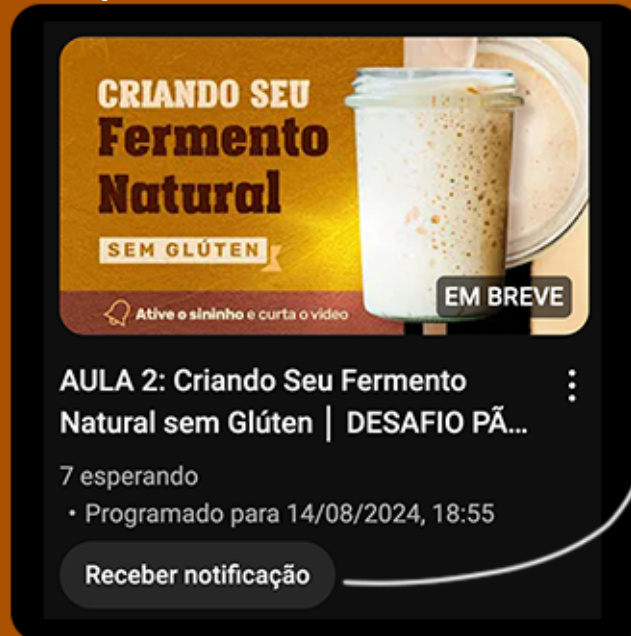 CRIANDO SEU
Fermento
Natural
SEM GLÚTEN
Ative o sininho e curta o video
EM BREVE
AULA 2: Criando Seu Fermento
Natural sem Glúten | DESAFIO PÃ...
7 esperando
• Programado para 14/08/2024, 18:55
Receber notificação